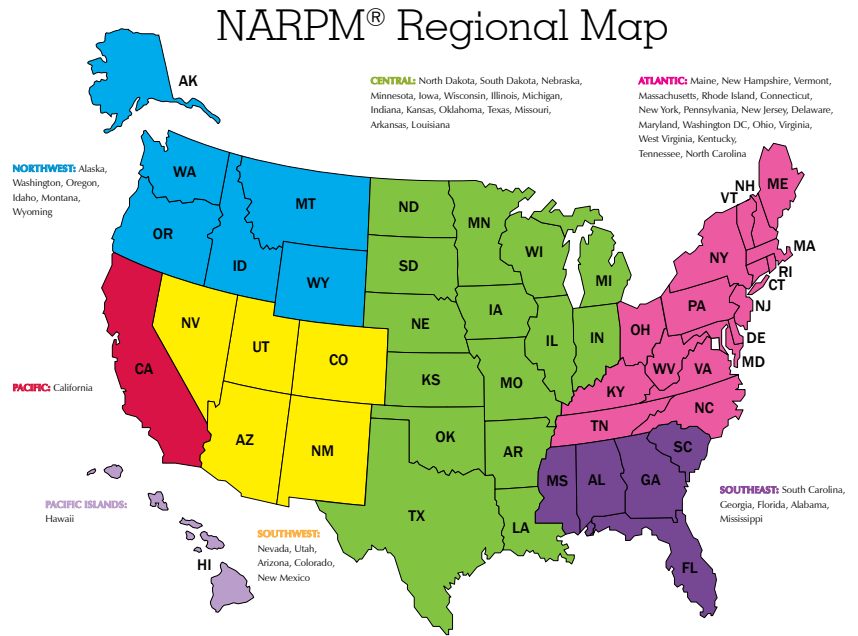 NARPM® Regional Map
AK
CENTRAL: North Dakota, South Dakota, Nebraska,
Minnesota, Iowa, Wisconsin, Illinois, Michigan,
Indiana, Kansas, Oklahoma, Texas, Missouri,
Arkansas, Louisiana
ATLANTIC: Maine, New Hampshire, Vermont,
Massachusetts, Rhode Island, Connecticut,
New York, Pennsylvania, New Jersey, Delaware,
Maryland, Washington DC, Ohio, Virginia,
West Virginia, Kentucky,
Tennessee, North Carolina
NORTHWEST: Alaska,
Washington, Oregon,
Idaho, Montana,
Wyoming
WA
MT
ND
MN
VT
NH
ME
OR
ID
WY
SD
WI
MI
NY
MA
RI
CT
NV
UT
CO
NE
IA
IL
IN
OH
PA
NJ
DE
MD
CA
KS
MO
KY
WV
VA
PACIFIC: California
AZ
NM
OK
AR
TN
NC
SC
MS
AL
GA
TX
LA
FL
PACIFIC ISLANDS:
Hawaii
HI
SOUTHWEST:
Nevada, Utah,
Arizona, Colorado,
New Mexico
SOUTHEAST: South Carolina,
Georgia, Florida, Alabama,
Mississippi